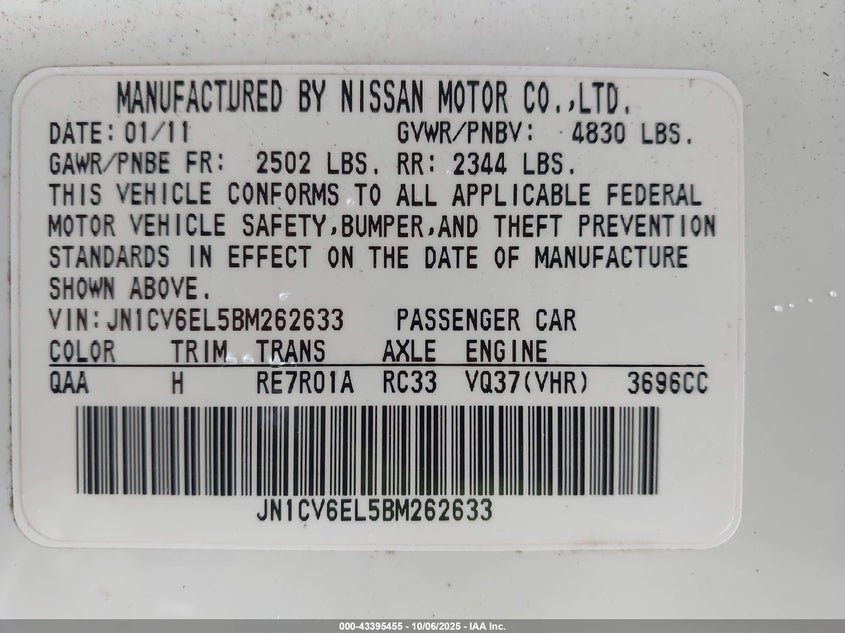 MANUFACTURED BY NISSAN MOTOR CO.,LTD.
DATE: 01/11 GVWR/PNBV: 4830 LBS.
GAWR/PNBE FR: 2502 LBS. RR: 2344 LBS.
THIS VEHICLE CONFORMS TO ALL APPLICABLE FEDERAL
MOTOR VEHICLE SAFETY,BUMPER,AND THEFT PREVENTION
STANDARDS IN EFFECT ON THE DATE OF MANUFACTURE
SHOWN ABOVE.
VIN:JN1CV6EL5BM262633 PASSENGER CAR
COLOR TRIM TRANS AXLE ENGINE
QAA H RE7R01A RC33 VQ37(VHR) 3696CC
JN1CV6EL5BM262633
000-43395455 - 10/06/2025 - IAA Inc.